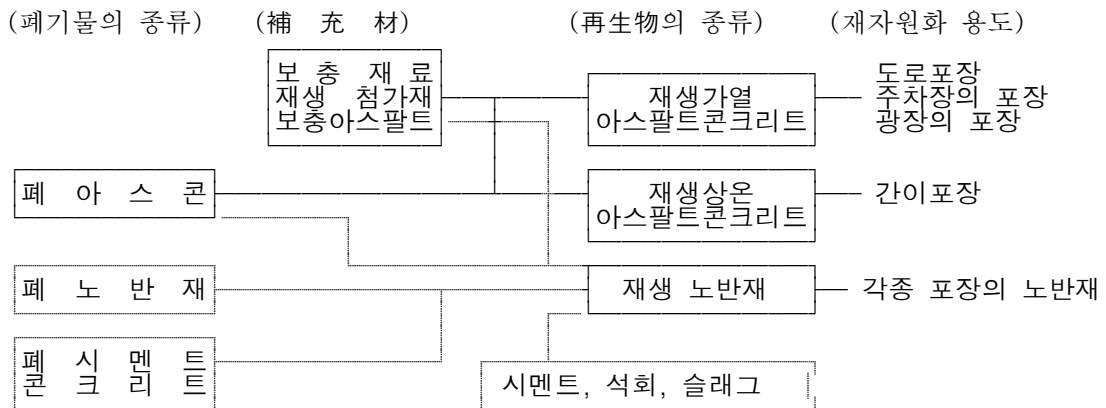 (폐기물의 종류) (補 充 材) (再生物의 종류) (재자원화 용도)
보 충 재 료
재생 첨가재
보충아스팔트
재생가열
아스팔트콘크리트
도로포장
주차장의 포장
광장의 포장
폐 아 스 콘
재생상온
아스팔트콘크리트
간이포장
폐 노 반 재
재생 노반재
각종 포장의 노반재
폐 시 멘 트
콘 크 리 트
시멘트, 석회, 슬래그